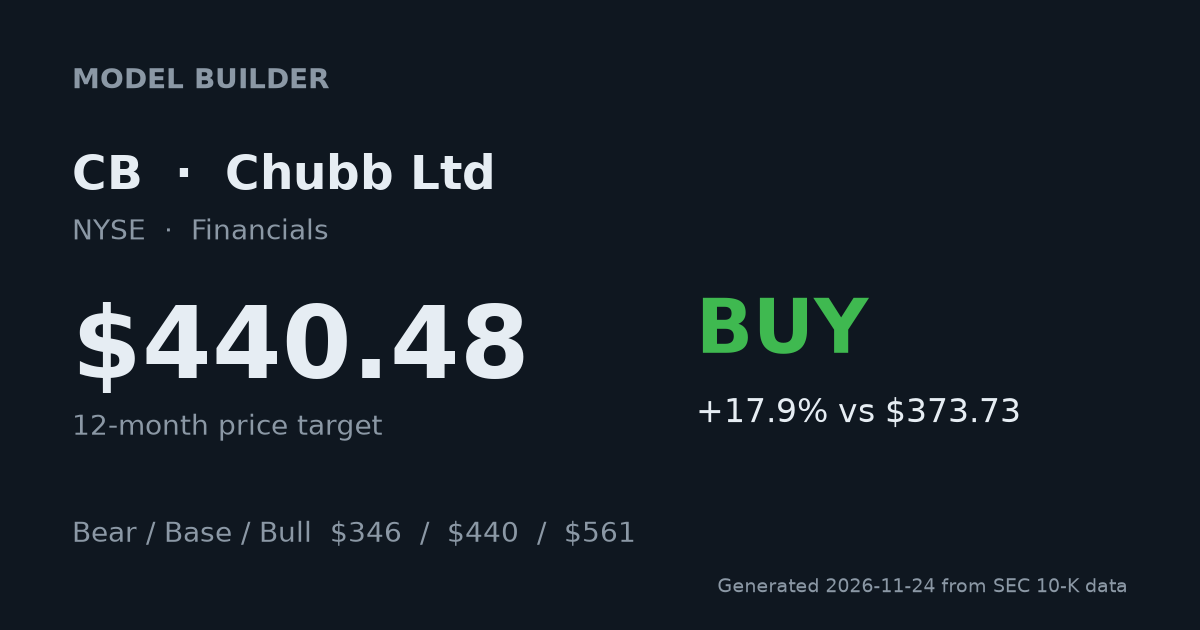 MODEL BUILDER
CB · Chubb Ltd
NYSE · Financials
$440.48
12-month price target
BUY
+17.9% vs $373.73
Bear / Base / Bull $346 / $440 / $561
Generated 2026-11-24 from SEC 10-K data